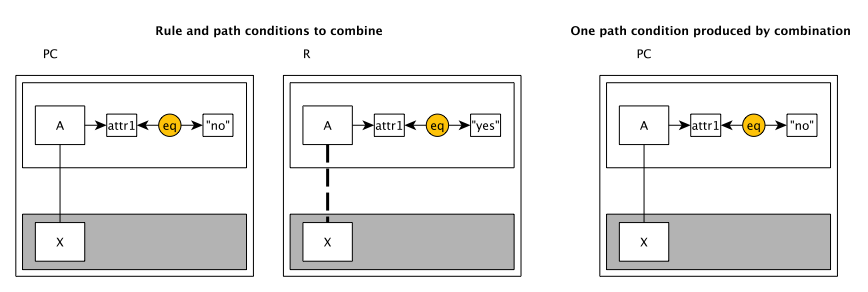 Rule and path conditions to combine
One path condition produced by combination
PC
R
PC
A attr1 eq "no"
X
A attr1 eq "yes"
X
A attr1 eq "no"
X